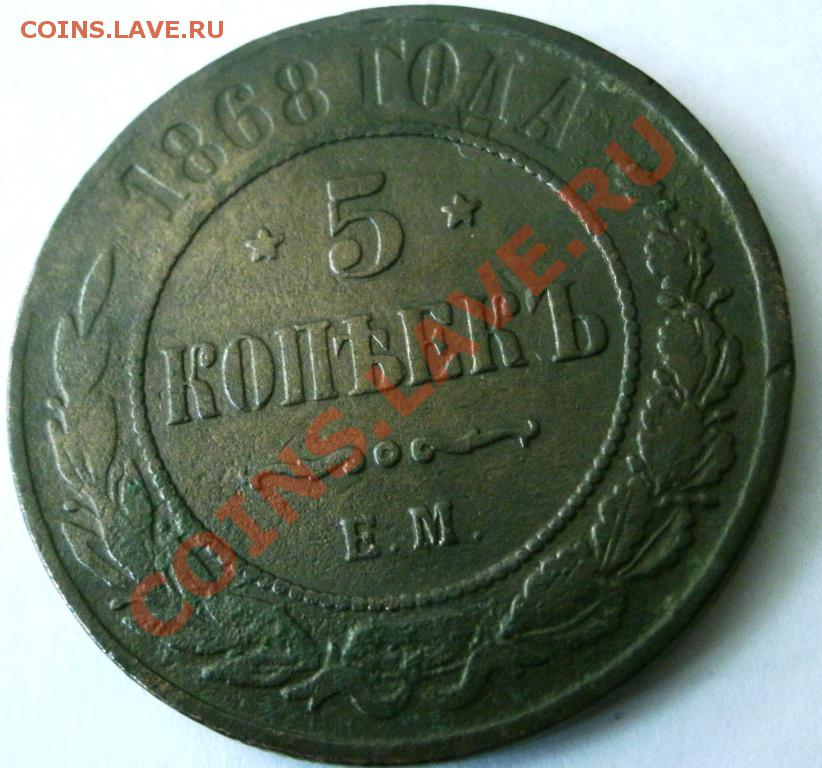 COINS.LAVE.RU
1868 ГОДА
5
КОПѢЕКЪ
Е.М.
COINS.LAVE.RU